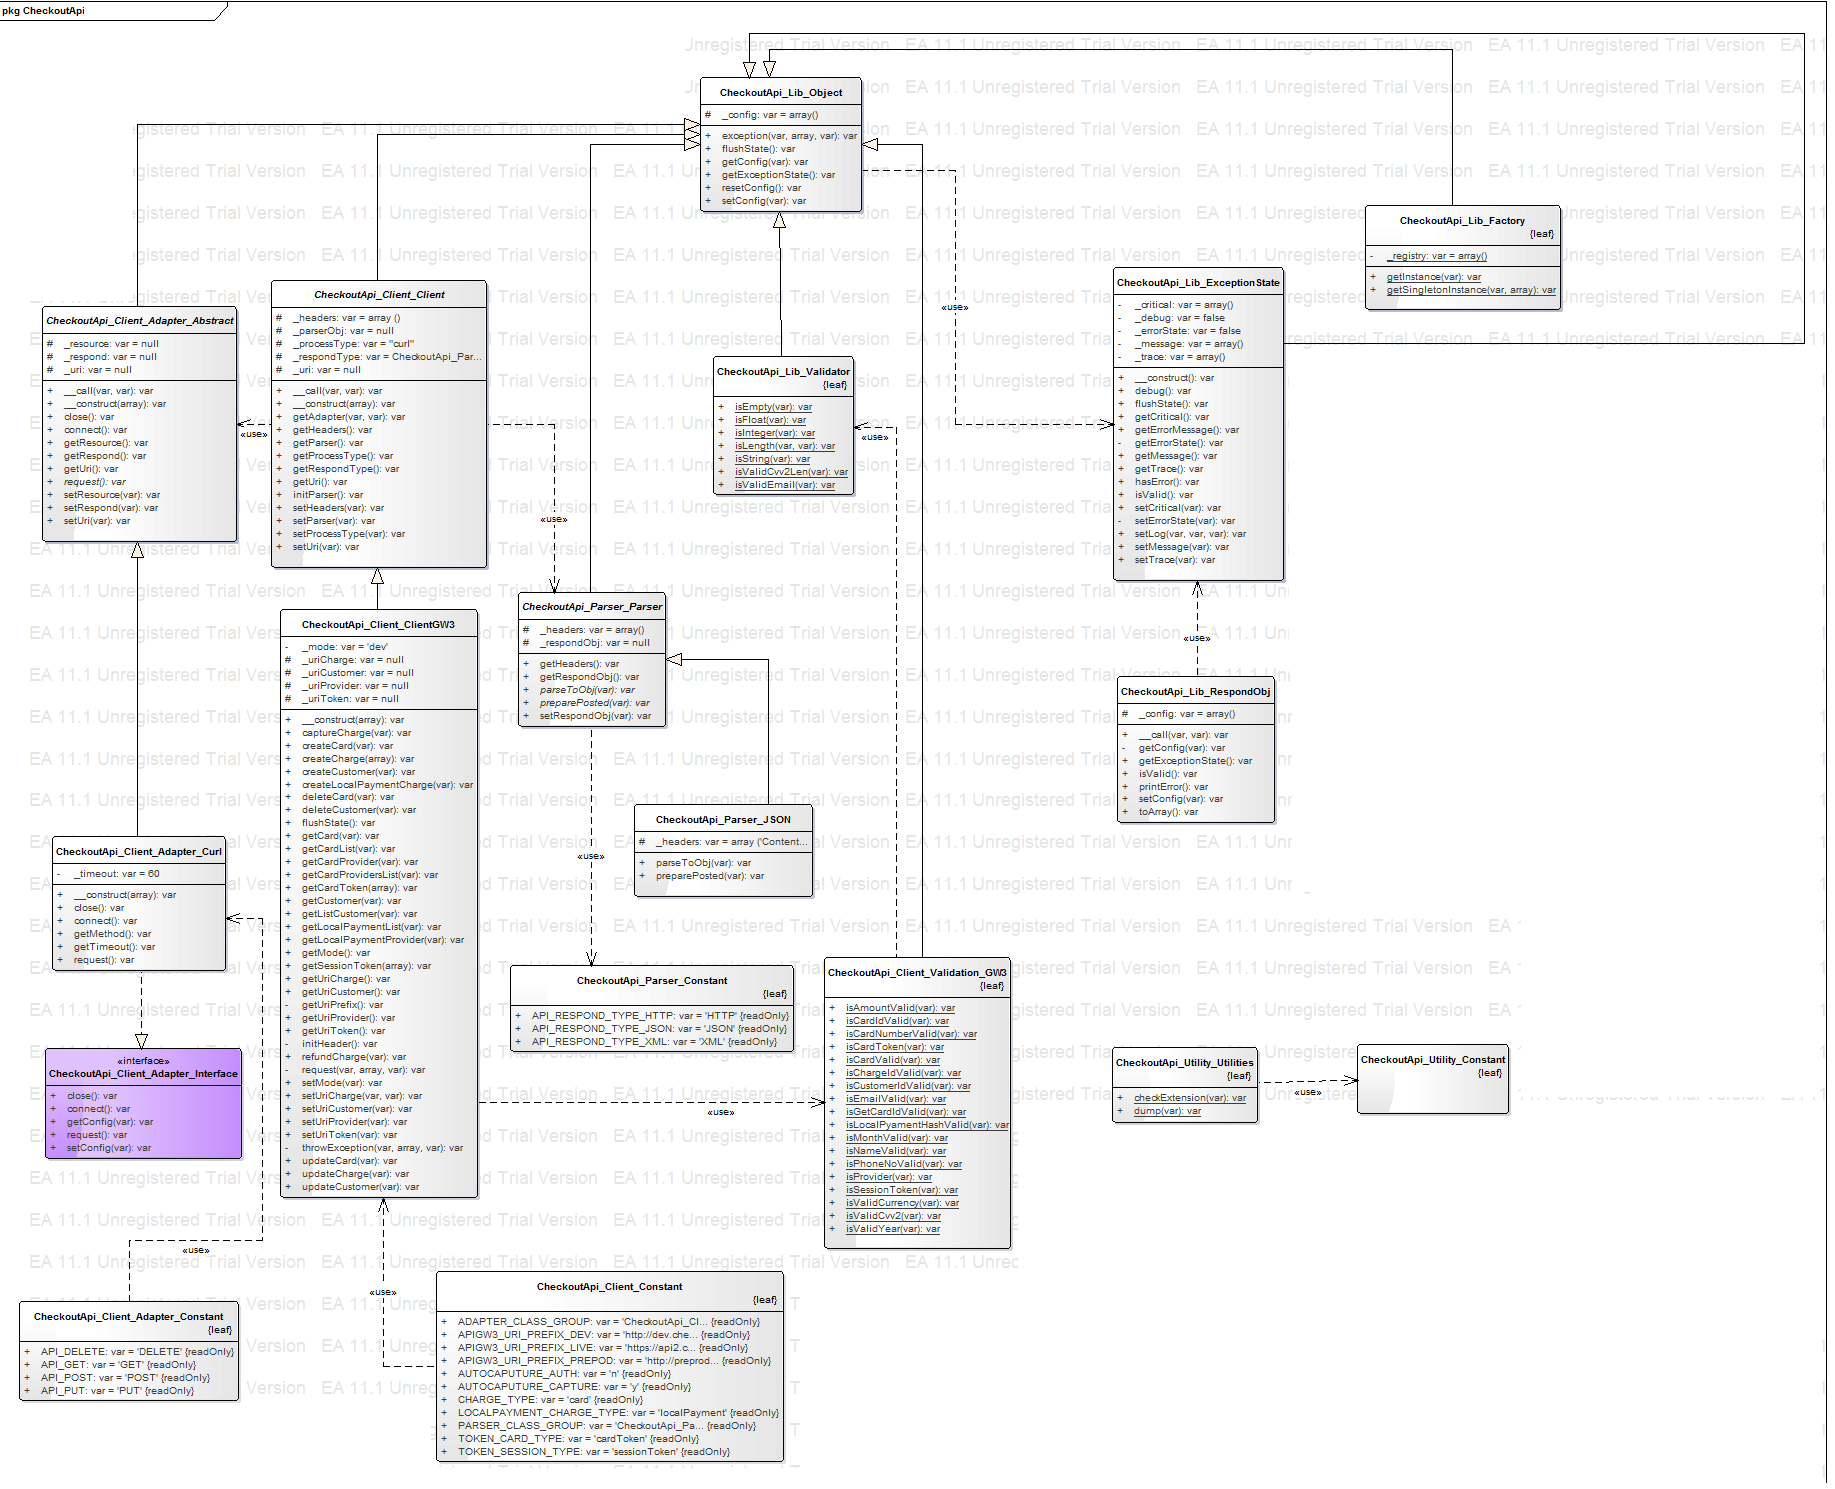 pkg CheckoutApi
EA 11.1 Unregistered Trial Version
CheckoutApi_Lib_Object
# _config: var = array()
+ exception(var, array, var): var
+ flushState(): var
+ getConfig(var): var
+ getExceptionState(): var
+ resetConfig(): var
+ setConfig(var): var
CheckoutApi_Lib_Factory
{leaf}
- _registry: var = array()
+ getInstance(var): var
+ getSingletonInstance(var, array): var
CheckoutApi_Lib_ExceptionState
- _critical: var = array()
- _debug: var = false
- _errorState: var = false
- _message: var = array()
- _trace: var = array()
+ __construct(): var
+ debug(): var
+ flushState(): var
+ getCritical(): var
+ getErrorMessage(): var
- getErrorState(): var
+ getMessage(): var
+ getTrace(): var
+ hasError(): var
+ isValid(): var
+ setCritical(var): var
- setErrorState(var): var
+ setLog(var, var, var): var
+ setMessage(var): var
+ setTrace(var): var
«use»
CheckoutApi_Client_Adapter_Abstract
# _resource: var = null
# _respond: var = null
# _uri: var = null
+ __call(var, var): var
+ __construct(array): var
+ close(): var
+ connect(): var
+ getResource(): var
+ getRespond(): var
+ getUri(): var
+ request(): var
+ setResource(var): var
+ setRespond(var): var
+ setUri(var): var
«use»
CheckoutApi_Client_Client
# _headers: var = array ()
# _parserObj: var = null
# _processType: var = "curl"
# _respondType: var = CheckoutApi_Par...
# _uri: var = null
+ __call(var, var): var
+ __construct(array): var
+ getAdapter(var, var): var
+ getHeaders(): var
+ getParser(): var
+ getProcessType(): var
+ getRespondType(): var
+ getUri(): var
+ initParser(): var
+ setHeaders(var): var
+ setParser(var): var
+ setProcessType(var): var
+ setUri(var): var
«use»
CheckoutApi_Lib_Validator
{leaf}
+ isEmpty(var): var
+ isFloat(var): var
+ isInteger(var): var
+ isLength(var, var): var
+ isString(var): var
+ isValidCvv2Len(var): var
+ isValidEmail(var): var
«use»
CheckoutApi_Parser_Parser
# _headers: var = array()
# _respondObj: var = null
+ getHeaders(): var
+ getRespondObj(): var
+ parseToObj(var): var
+ preparePosted(var): var
+ setRespondObj(var): var
«use»
CheckoutApi_Client_ClientGW3
- _mode: var = 'dev'
# _uriCharge: var = null
# _uriCustomer: var = null
# _uriProvider: var = null
# _uriToken: var = null
+ __construct(array): var
+ captureCharge(var): var
+ createCard(var): var
+ createCharge(array): var
+ createCustomer(var): var
+ createLocalPaymentCharge(var): var
+ deleteCard(var): var
+ deleteCustomer(var): var
+ flushState(): var
+ getCard(var): var
+ getCardList(var): var
+ getCardProvider(var): var
+ getCardProvidersList(var): var
+ getCardToken(array): var
+ getCustomer(var): var
+ getListCustomer(var): var
+ getLocalPaymentList(var): var
+ getLocalPaymentProvider(var): var
+ getMode(): var
+ getSessionToken(array): var
+ getUriCharge(): var
+ getUriCustomer(): var
- getUriPrefix(): var
+ getUriProvider(): var
+ getUriToken(): var
- initHeader(): var
+ refundCharge(var): var
- request(var, array, var): var
+ setMode(var): var
+ setUriCharge(var, var): var
+ setUriCustomer(var): var
+ setUriProvider(var): var
+ setUriToken(var): var
- throwException(var, array, var): var
+ updateCard(var): var
+ updateCharge(var): var
+ updateCustomer(var): var
«use»
CheckoutApi_Lib_RespondObj
# _config: var = array()
+ __call(var, var): var
- getConfig(var): var
+ getExceptionState(): var
+ isValid(): var
+ printError(): var
+ setConfig(var): var
+ toArray(): var
«use»
CheckoutApi_Parser_JSON
# _headers: var = array ('Content...
+ parseToObj(var): var
+ preparePosted(var): var
CheckoutApi_Client_Adapter_Curl
- _timeout: var = 60
+ __construct(array): var
+ close(): var
+ connect(): var
+ getMethod(): var
+ getTimeout(): var
+ request(): var
CheckoutApi_Parser_Constant
{leaf}
+ API_RESPOND_TYPE_HTTP: var = 'HTTP' {readOnly}
+ API_RESPOND_TYPE_JSON: var = 'JSON' {readOnly}
+ API_RESPOND_TYPE_XML: var = 'XML' {readOnly}
CheckoutApi_Client_Validation_GW3
{leaf}
+ isAmountValid(var): var
+ isCardIdValid(var): var
+ isCardNumberValid(var): var
+ isCardToken(var): var
+ isCardValid(var): var
+ isChargeIdValid(var): var
+ isCustomerIdValid(var): var
+ isEmailValid(var): var
+ isGetCardIdValid(var): var
+ isLocalPyamentHashValid(var): var
+ isMonthValid(var): var
+ isNameValid(var): var
+ isPhoneNoValid(var): var
+ isProvider(var): var
+ isSessionToken(var): var
+ isValidCurrency(var): var
+ isValidCvv2(var): var
+ isValidYear(var): var
«interface»
CheckoutApi_Client_Adapter_Interface
+ close(): var
+ connect(): var
+ getConfig(var): var
+ request(): var
+ setConfig(var): var
CheckoutApi_Utility_Utilities
{leaf}
+ checkExtension(var): var
+ dump(var): var
«use»
CheckoutApi_Utility_Constant
{leaf}
«use»
CheckoutApi_Client_Adapter_Constant
{leaf}
+ API_DELETE: var = 'DELETE' {readOnly}
+ API_GET: var = 'GET' {readOnly}
+ API_POST: var = 'POST' {readOnly}
+ API_PUT: var = 'PUT' {readOnly}
«use»
CheckoutApi_Client_Constant
{leaf}
+ ADAPTER_CLASS_GROUP: var = 'CheckoutApi_Cl... {readOnly}
+ APIGW3_URI_PREFIX_DEV: var = 'http://dev.che... {readOnly}
+ APIGW3_URI_PREFIX_LIVE: var = 'https://api2.c... {readOnly}
+ APIGW3_URI_PREFIX_PREPOD: var = 'http://preprod... {readOnly}
+ AUTOCAPUTURE_AUTH: var = 'n' {readOnly}
+ AUTOCAPUTURE_CAPTURE: var = 'y' {readOnly}
+ CHARGE_TYPE: var = 'card' {readOnly}
+ LOCALPAYMENT_CHARGE_TYPE: var = 'localPayment' {readOnly}
+ PARSER_CLASS_GROUP: var = 'CheckoutApi_Pa... {readOnly}
+ TOKEN_CARD_TYPE: var = 'cardToken' {readOnly}
+ TOKEN_SESSION_TYPE: var = 'sessionToken' {readOnly}